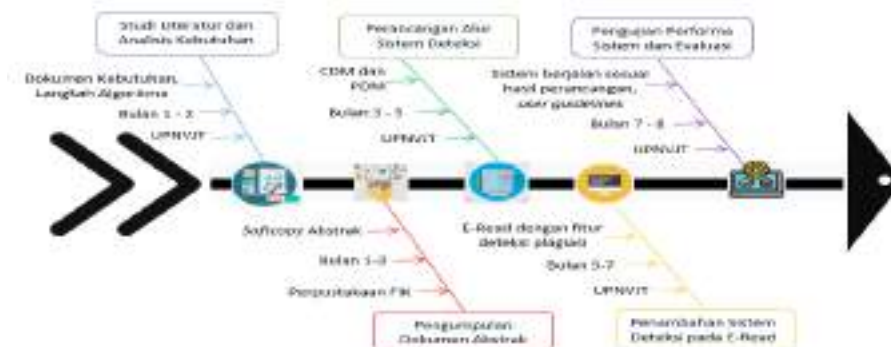 Studi Literatur dan
Analisis Kebutuhan
Dokumen Kebutuhan,
Langkah Algoritma
Bulan 1 - 2
UPNVJT
Perancangan Alur
Sistem Deteksi
CDM dan
PDM
Bulan 3 - 5
UPNVJT
Pengujian Performa
Sistem dan Evaluasi
Sistem berjalan sesuai
hasil perancangan,
user guidelines
Bulan 7 - 8
UPNVJT
Softcopy Abstrak
Bulan
Perpustakaan FIK
Pengumpulan
Dokumen Abstrak
E-Read dengan fitur
deteksi plagiasi
Bulan 5-7
UPNVJT
Penambahan Sistem
Deteksi pada E-Read